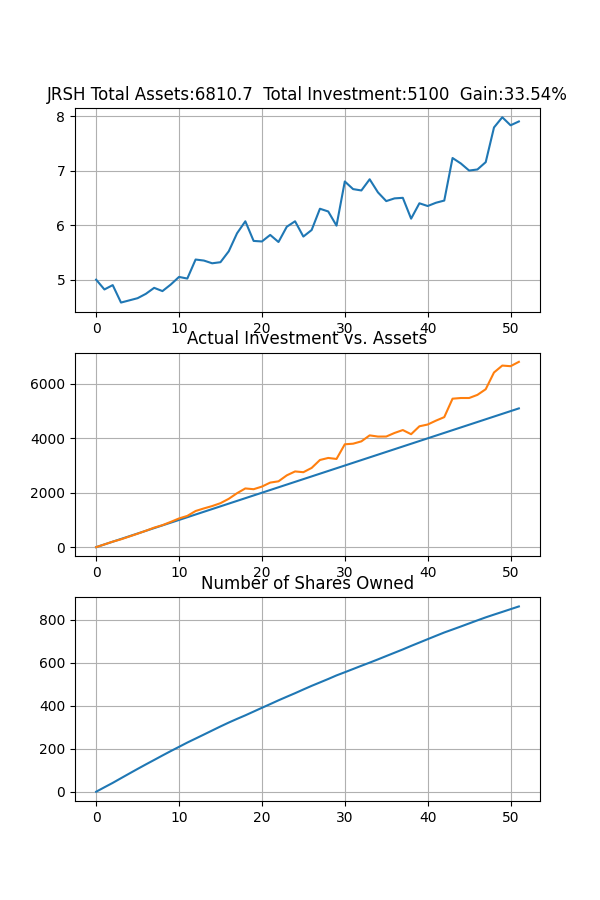 JRSH Total Assets:6810.7  Total Investment:5100  Gain:33.54%
8
7
6
5
0 10 20 30 40 50
Actual Investment vs. Assets
6000
4000
2000
0
0 10 20 30 40 50
Number of Shares Owned
800
600
400
200
0
0 10 20 30 40 50